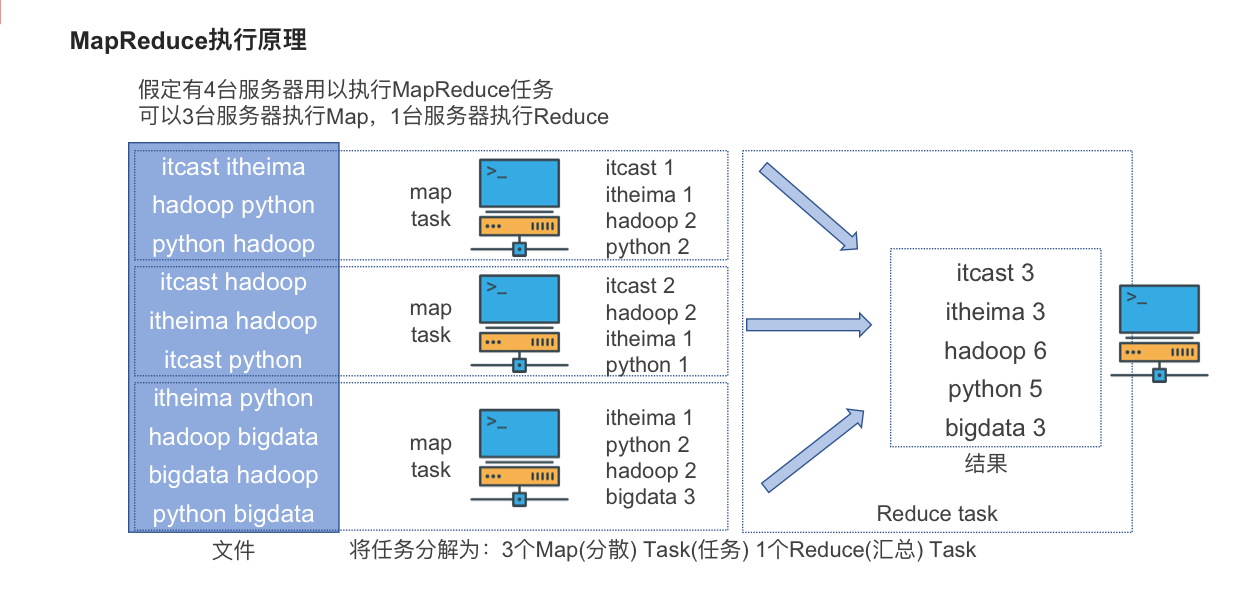 MapReduce执行原理
假定有4台服务器用以执行MapReduce任务
可以3台服务器执行Map，1台服务器执行Reduce
itcast itheima
hadoop python
python hadoop
map
task
>_
itcast 1
itheima 1
hadoop 2
python 2
itcast hadoop
itheima hadoop
itcast python
map
task
>_
itcast 2
hadoop 2
itheima 1
python 1
itheima python
hadoop bigdata
bigdata hadoop
python bigdata
map
task
>_
itheima 1
python 2
hadoop 2
bigdata 3
itcast 3
itheima 3
hadoop 6
python 5
bigdata 3
结果
>_
Reduce task
文件
将任务分解为：3个Map(分散) Task(任务) 1个Reduce(汇总) Task